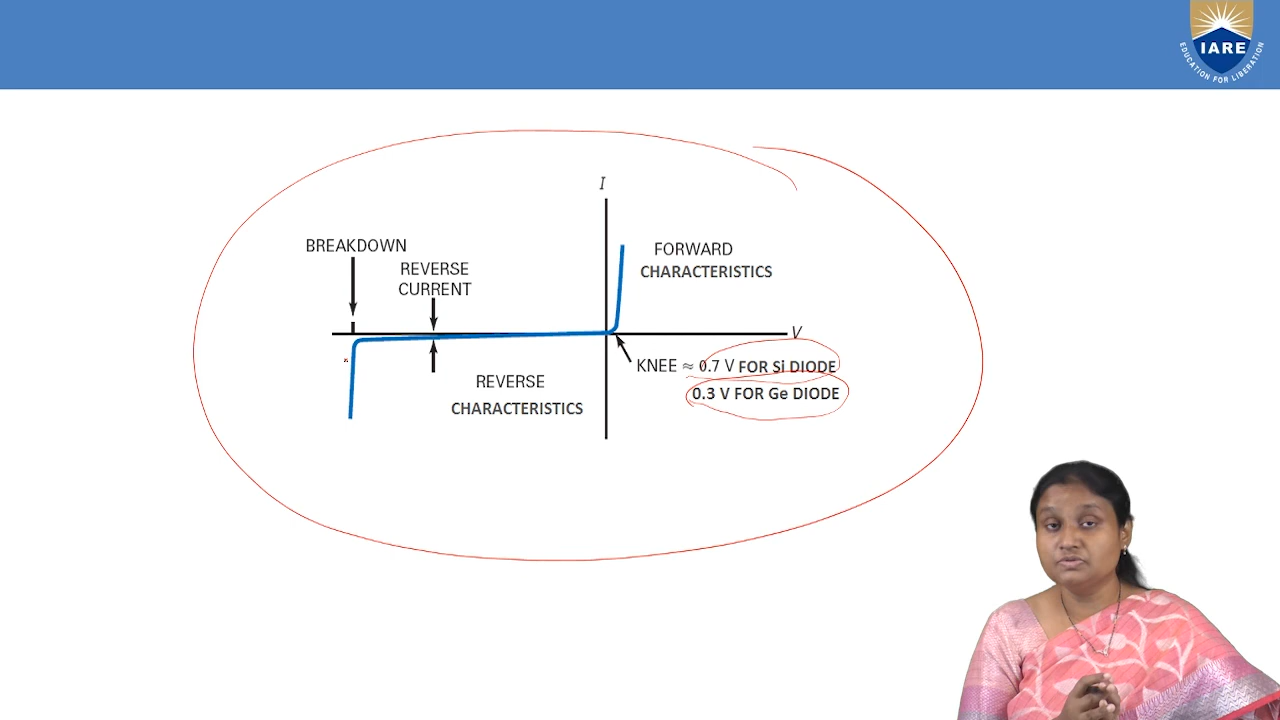 IARE
EDUCATION FOR LIBERATION
I
BREAKDOWN
REVERSE
CURRENT
FORWARD
CHARACTERISTICS
V
KNEE ≈ 0.7 V FOR Si DIODE
0.3 V FOR Ge DIODE
REVERSE
CHARACTERISTICS